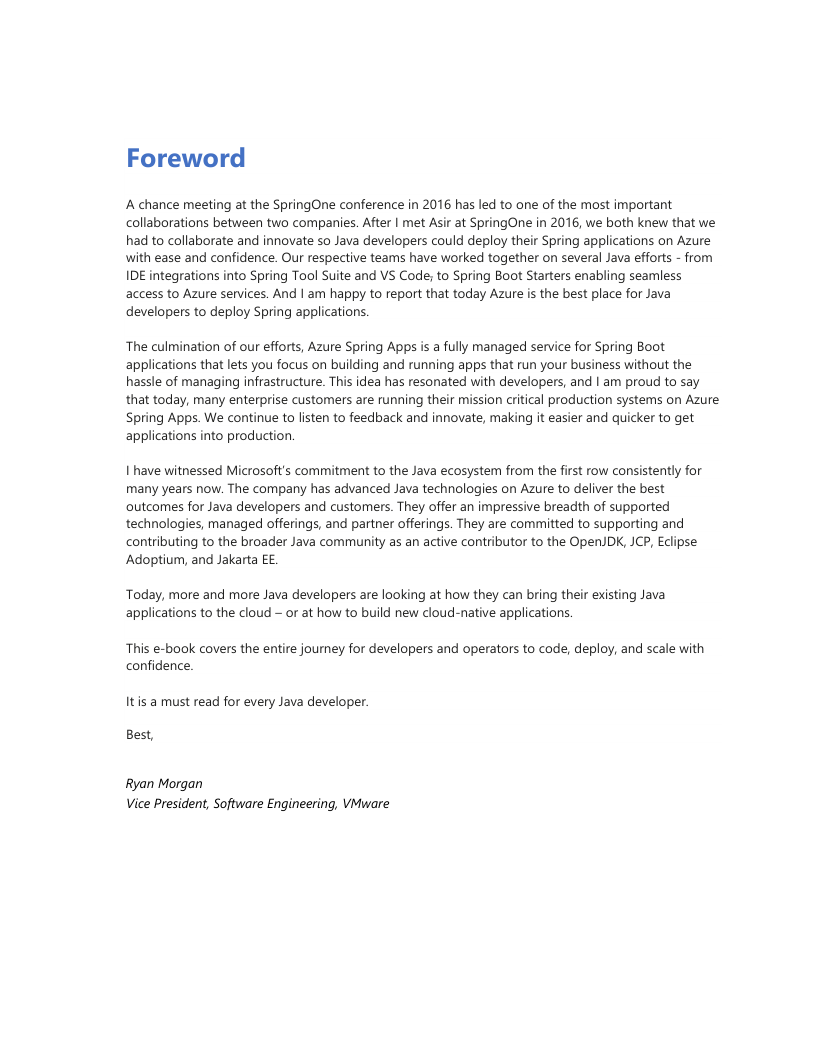 Foreword
A chance meeting at the SpringOne conference in 2016 has led to one of the most important
collaborations between two companies. After I met Asir at SpringOne in 2016, we both knew that we
had to collaborate and innovate so Java developers could deploy their Spring applications on Azure
with ease and confidence. Our respective teams have worked together on several Java efforts - from
IDE integrations into Spring Tool Suite and VS Code, to Spring Boot Starters enabling seamless
access to Azure services. And I am happy to report that today Azure is the best place for Java
developers to deploy Spring applications.
The culmination of our efforts, Azure Spring Apps is a fully managed service for Spring Boot
applications that lets you focus on building and running apps that run your business without the
hassle of managing infrastructure. This idea has resonated with developers, and I am proud to say
that today, many enterprise customers are running their mission critical production systems on Azure
Spring Apps. We continue to listen to feedback and innovate, making it easier and quicker to get
applications into production.
I have witnessed Microsoft's commitment to the Java ecosystem from the first row consistently for
many years now. The company has advanced Java technologies on Azure to deliver the best
outcomes for Java developers and customers. They offer an impressive breadth of supported
technologies, managed offerings, and partner offerings. They are committed to supporting and
contributing to the broader Java community as an active contributor to the OpenJDK, JCP, Eclipse
Adoptium, and Jakarta EE.
Today, more and more Java developers are looking at how they can bring their existing Java
applications to the cloud – or at how to build new cloud-native applications.
This e-book covers the entire journey for developers and operators to code, deploy, and scale with
confidence.
It is a must read for every Java developer.
Best,
Ryan Morgan
Vice President, Software Engineering, VMware